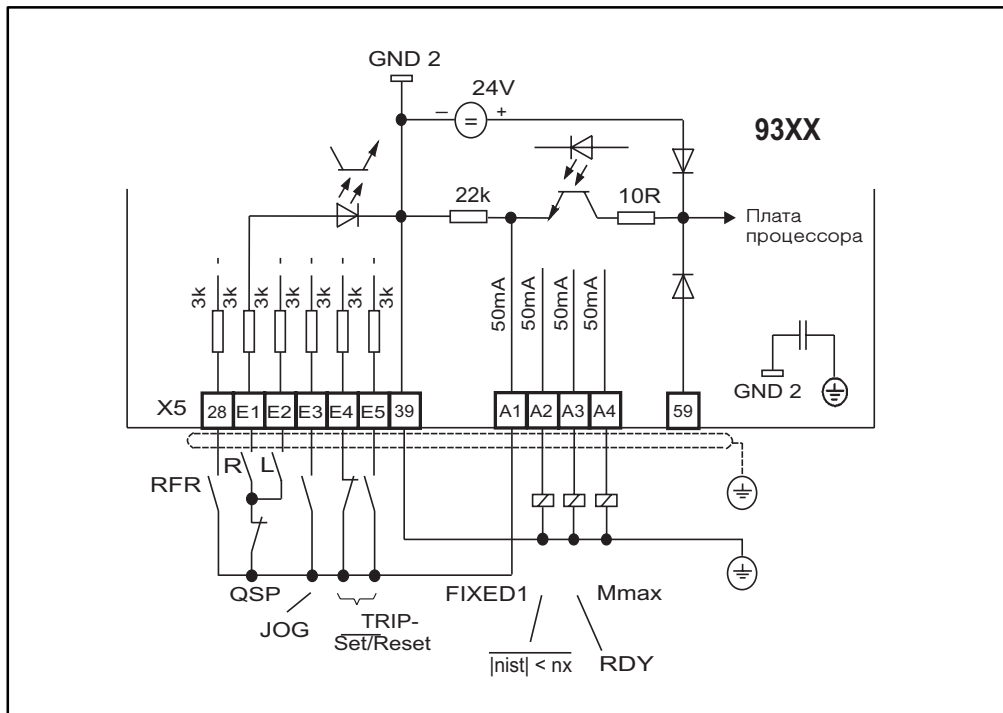 GND 2
24V
– = +
93XX
22k
10R
Плата
процессора
3k 3k 3k 3k 3k 3k
50mA 50mA 50mA 50mA
GND 2
X5 28 E1 E2 E3 E4 E5 39 A1 A2 A3 A4 59
R L
RFR
QSP
JOG
TRIP-
Set/Reset
FIXED1 Mmax
|nist| < nx RDY